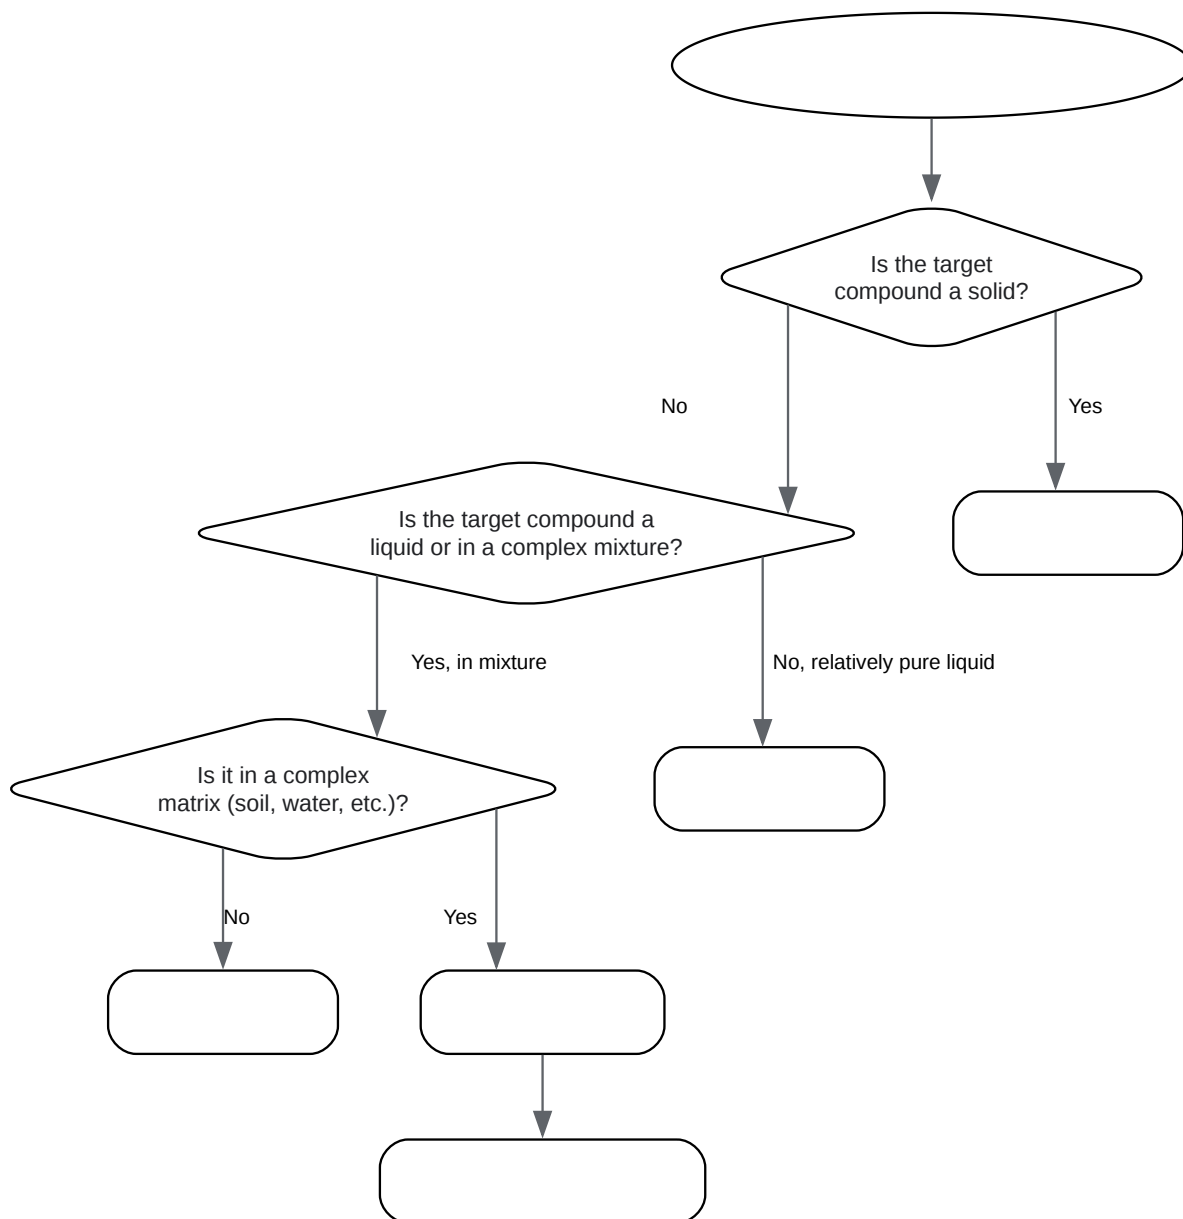 Is the target
compound a solid?
No
Yes
Is the target compound a
liquid or in a complex mixture?
Yes, in mixture
No, relatively pure liquid
Is it in a complex
matrix (soil, water, etc.)?
No
Yes